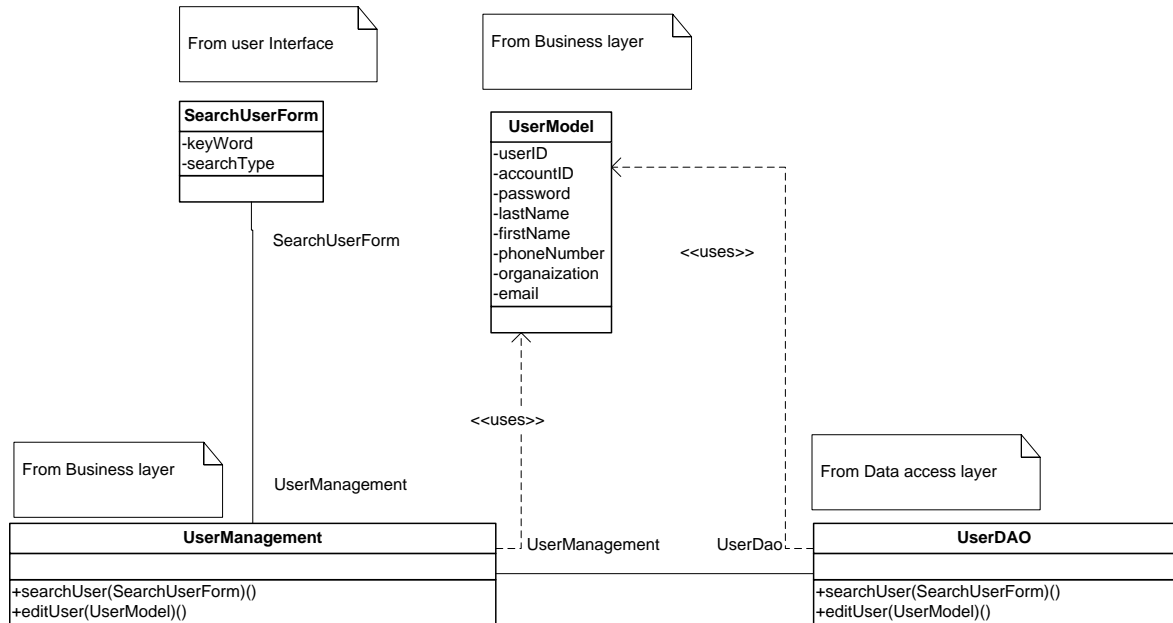 From user Interface
From Business layer
SearchUserForm
-keyWord
-searchType
UserModel
-userID
-accountID
-password
-lastName
-firstName
-phoneNumber
-organaization
-email
SearchUserForm
<<uses>>
<<uses>>
From Business layer
From Data access layer
UserManagement
UserManagement
+searchUser(SearchUserForm)()
+editUser(UserModel)()
UserManagement
UserDao
UserDAO
+searchUser(SearchUserForm)()
+editUser(UserModel)()